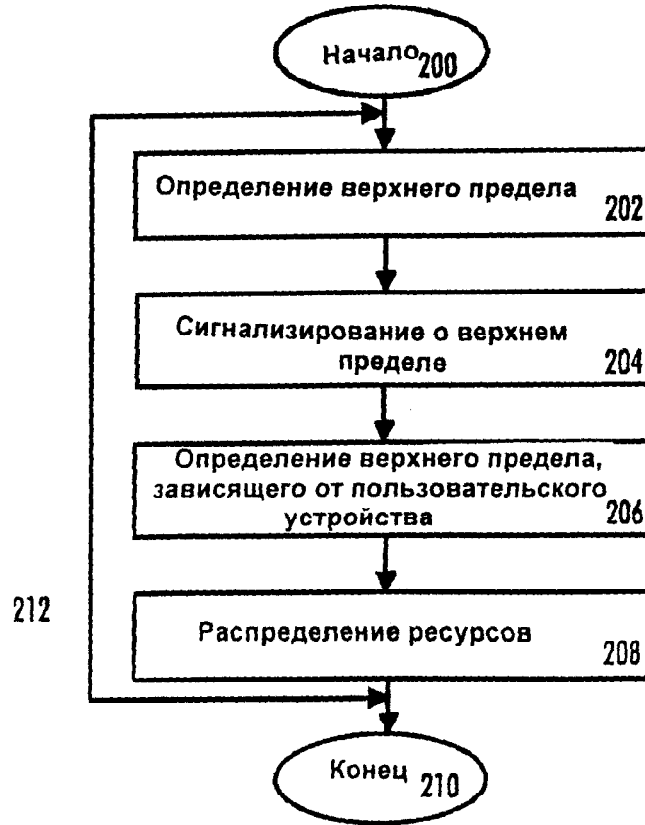 Начало 200
Определение верхнего предела
202
Сигнализирование о верхнем
пределе
204
Определение верхнего предела,
зависящего от пользовательского
устройства
206
212
Распределение ресурсов
208
Конец 210